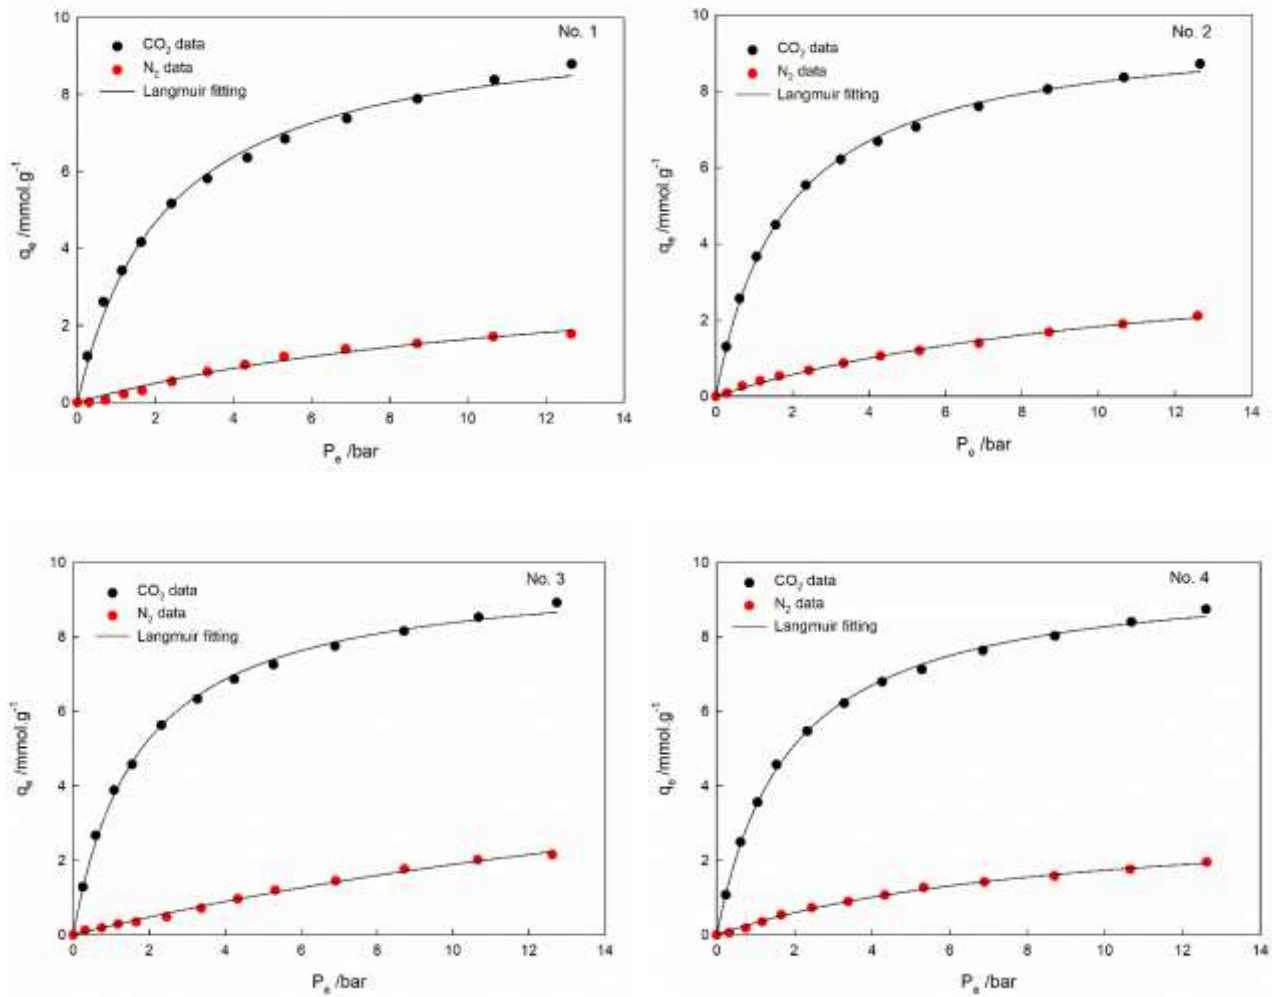 No. 1
CO₂ data
N₂ data
Langmuir fitting
qₑ /mmol.g⁻¹
10
8
6
4
2
0
0 2 4 6 8 10 12 14
Pₑ /bar
No. 2
CO₂ data
N₂ data
Langmuir fitting
qₑ /mmol.g⁻¹
10
8
6
4
2
0
0 2 4 6 8 10 12 14
Pₑ /bar
No. 3
CO₂ data
N₂ data
Langmuir fitting
qₑ /mmol.g⁻¹
10
8
6
4
2
0
0 2 4 6 8 10 12 14
Pₑ /bar
No. 4
CO₂ data
N₂ data
Langmuir fitting
qₑ /mmol.g⁻¹
10
8
6
4
2
0
0 2 4 6 8 10 12 14
Pₑ /bar